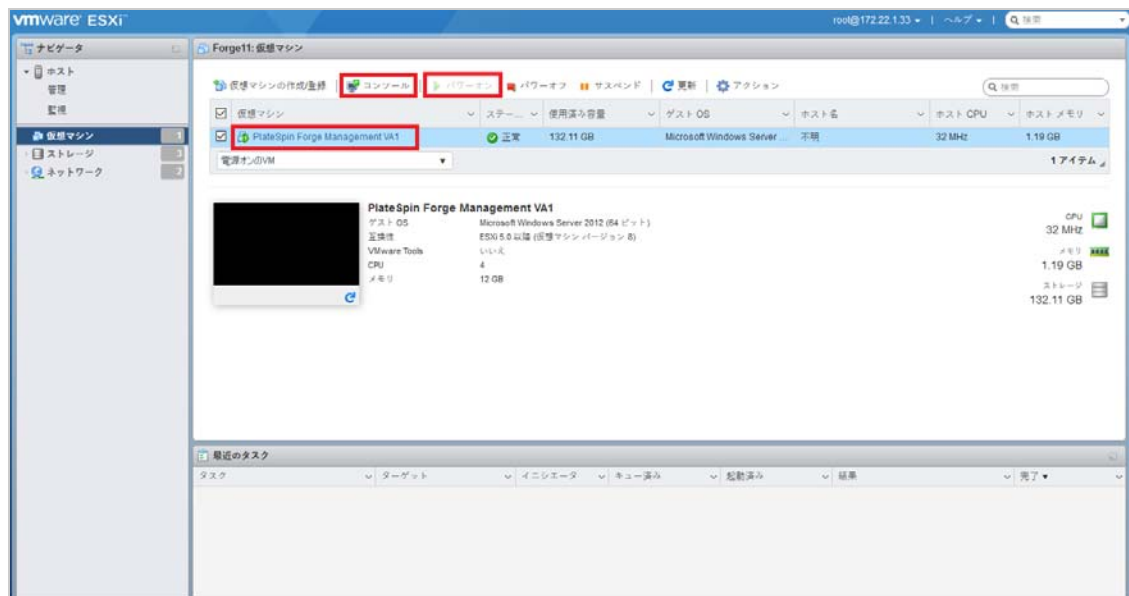 vmware ESXi
root@172.22.1.33 | ヘルプ | 検索
ナビゲータ
ホスト
管理
監視
仮想マシン 1
ストレージ 3
ネットワーク 2
Forge11: 仮想マシン
仮想マシンの作成/登録 | コンソール | パワーオン パワーオフ サスペンド | 更新 | アクション 検索
仮想マシン ステー... 使用済み容量 ゲスト OS ホスト名 ホスト CPU ホスト メモリ
PlateSpin Forge Management VA1 正常 132.11 GB Microsoft Windows Server ... 不明 32 MHz 1.19 GB
電源オンのVM 1 アイテム
PlateSpin Forge Management VA1
ゲスト OS Microsoft Windows Server 2012 (64 ビット)
互換性 ESXi 5.0 以降 (仮想マシン バージョン 8)
VMware Tools いいえ
CPU 4
メモリ 12 GB
CPU
32 MHz
メモリ
1.19 GB
ストレージ
132.11 GB
最近のタスク
タスク ターゲット イニシエータ キュー済み 起動済み 結果 完了